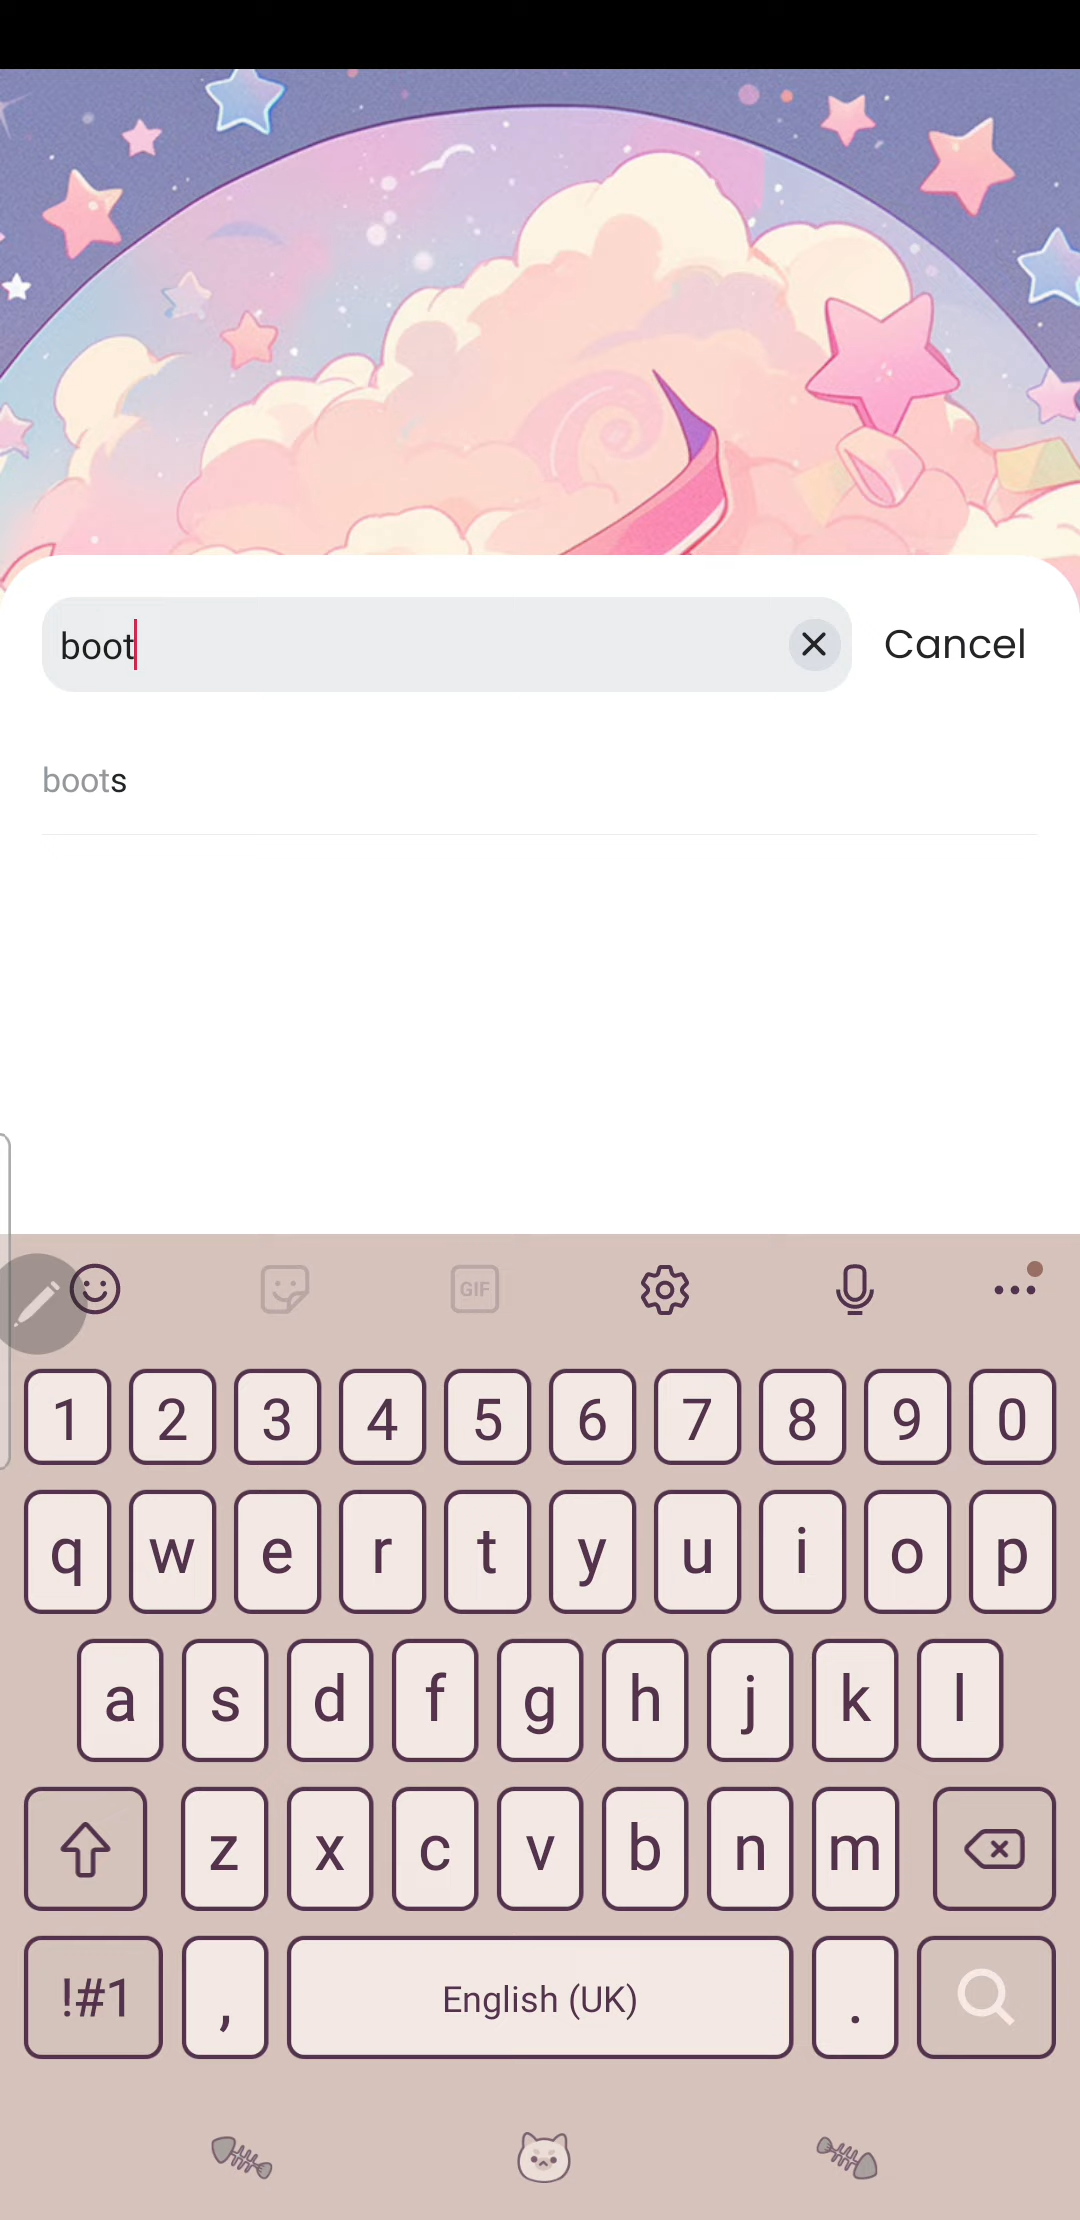 boot
Cancel
boots
GIF
1 2 3 4 5 6 7 8 9 0
q w e r t y u i o p
a s d f g h j k l
z x c v b n m
!#1 , English (UK) .